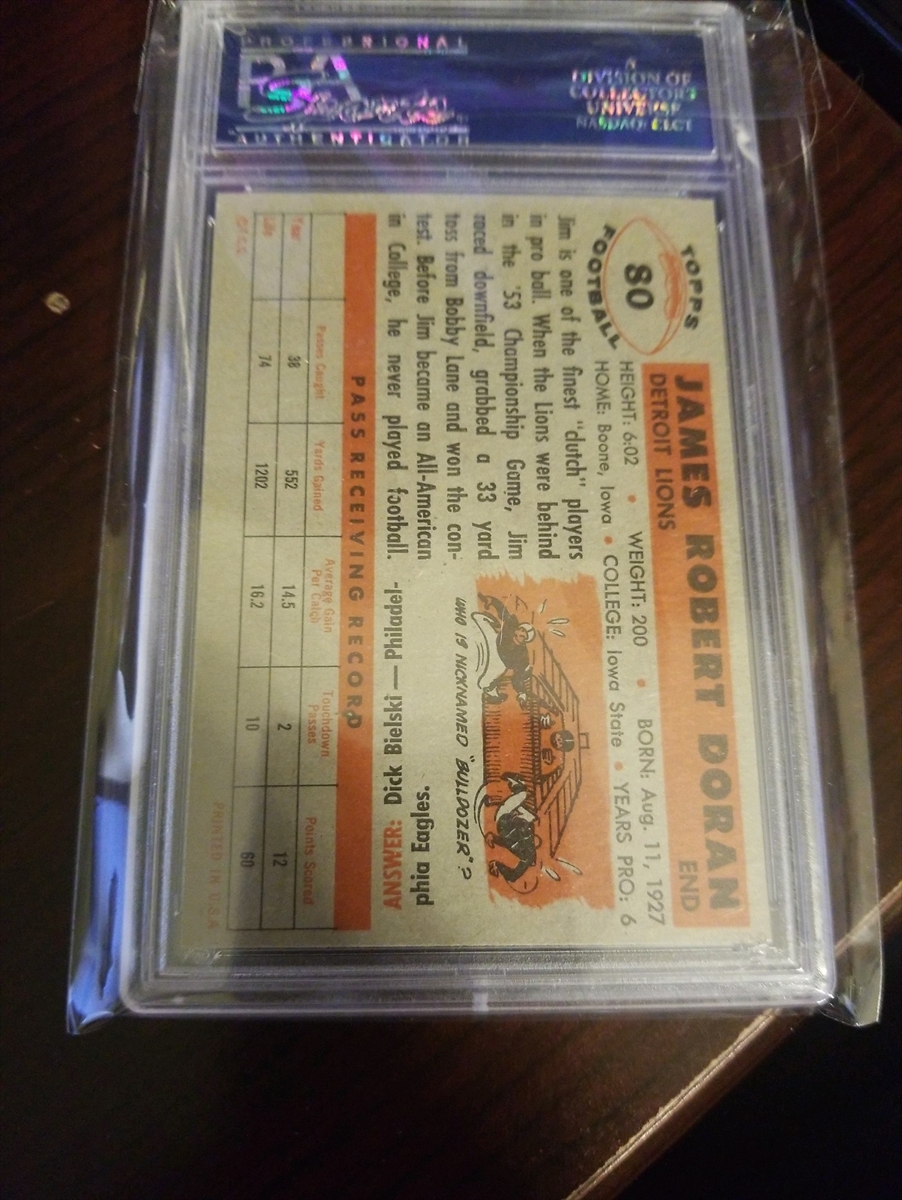 PROFESSIONAL
PSA
AUTHENTICATOR
A
DIVISION OF
COLLECTORS
UNIVERSE
NASDAQ: CLCT
TOPPS
80
FOOTBALL
JAMES ROBERT DORAN
DETROIT LIONS END
HEIGHT: 6:02 • WEIGHT: 200 • BORN: Aug. 11, 1927
HOME: Boone, Iowa • COLLEGE: Iowa State • YEARS PRO: 6
Jim is one of the finest "clutch" players
in pro ball. When the Lions were behind
in the '53 Championship Game, Jim
raced downfield, grabbed a 33 yard
toss from Bobby Lane and won the con-
test. Before Jim became an All-American
in College, he never played football.
WHO IS NICKNAMED "BULLDOZER"?
ANSWER: Dick Bielski — Philadel-
phia Eagles.
PASS RECEIVING RECORD
Passes Caught Yards Gained Average Gain Per Catch Touchdown Passes Points Scored
Year 38 552 14.5 2 12
Life 74 1202 16.2 10 60
©T.C.G. PRINTED IN U.S.A.